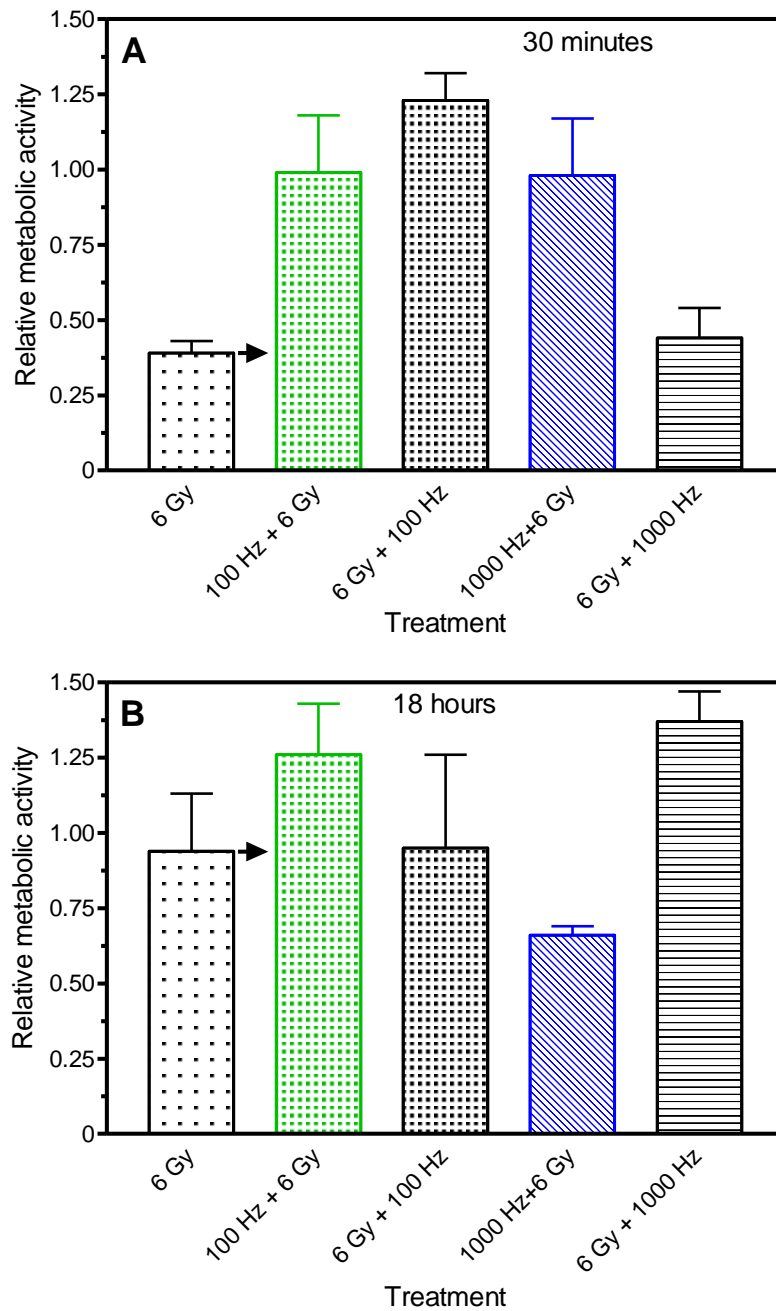 A
30 minutes
Relative metabolic activity
1.50
1.25
1.00
0.75
0.50
0.25
0
6 Gy
100 Hz + 6 Gy
6 Gy + 100 Hz
1000 Hz+6 Gy
6 Gy + 1000 Hz
Treatment
B
18 hours
Relative metabolic activity
1.50
1.25
1.00
0.75
0.50
0.25
0
6 Gy
100 Hz + 6 Gy
6 Gy + 100 Hz
1000 Hz+6 Gy
6 Gy + 1000 Hz
Treatment